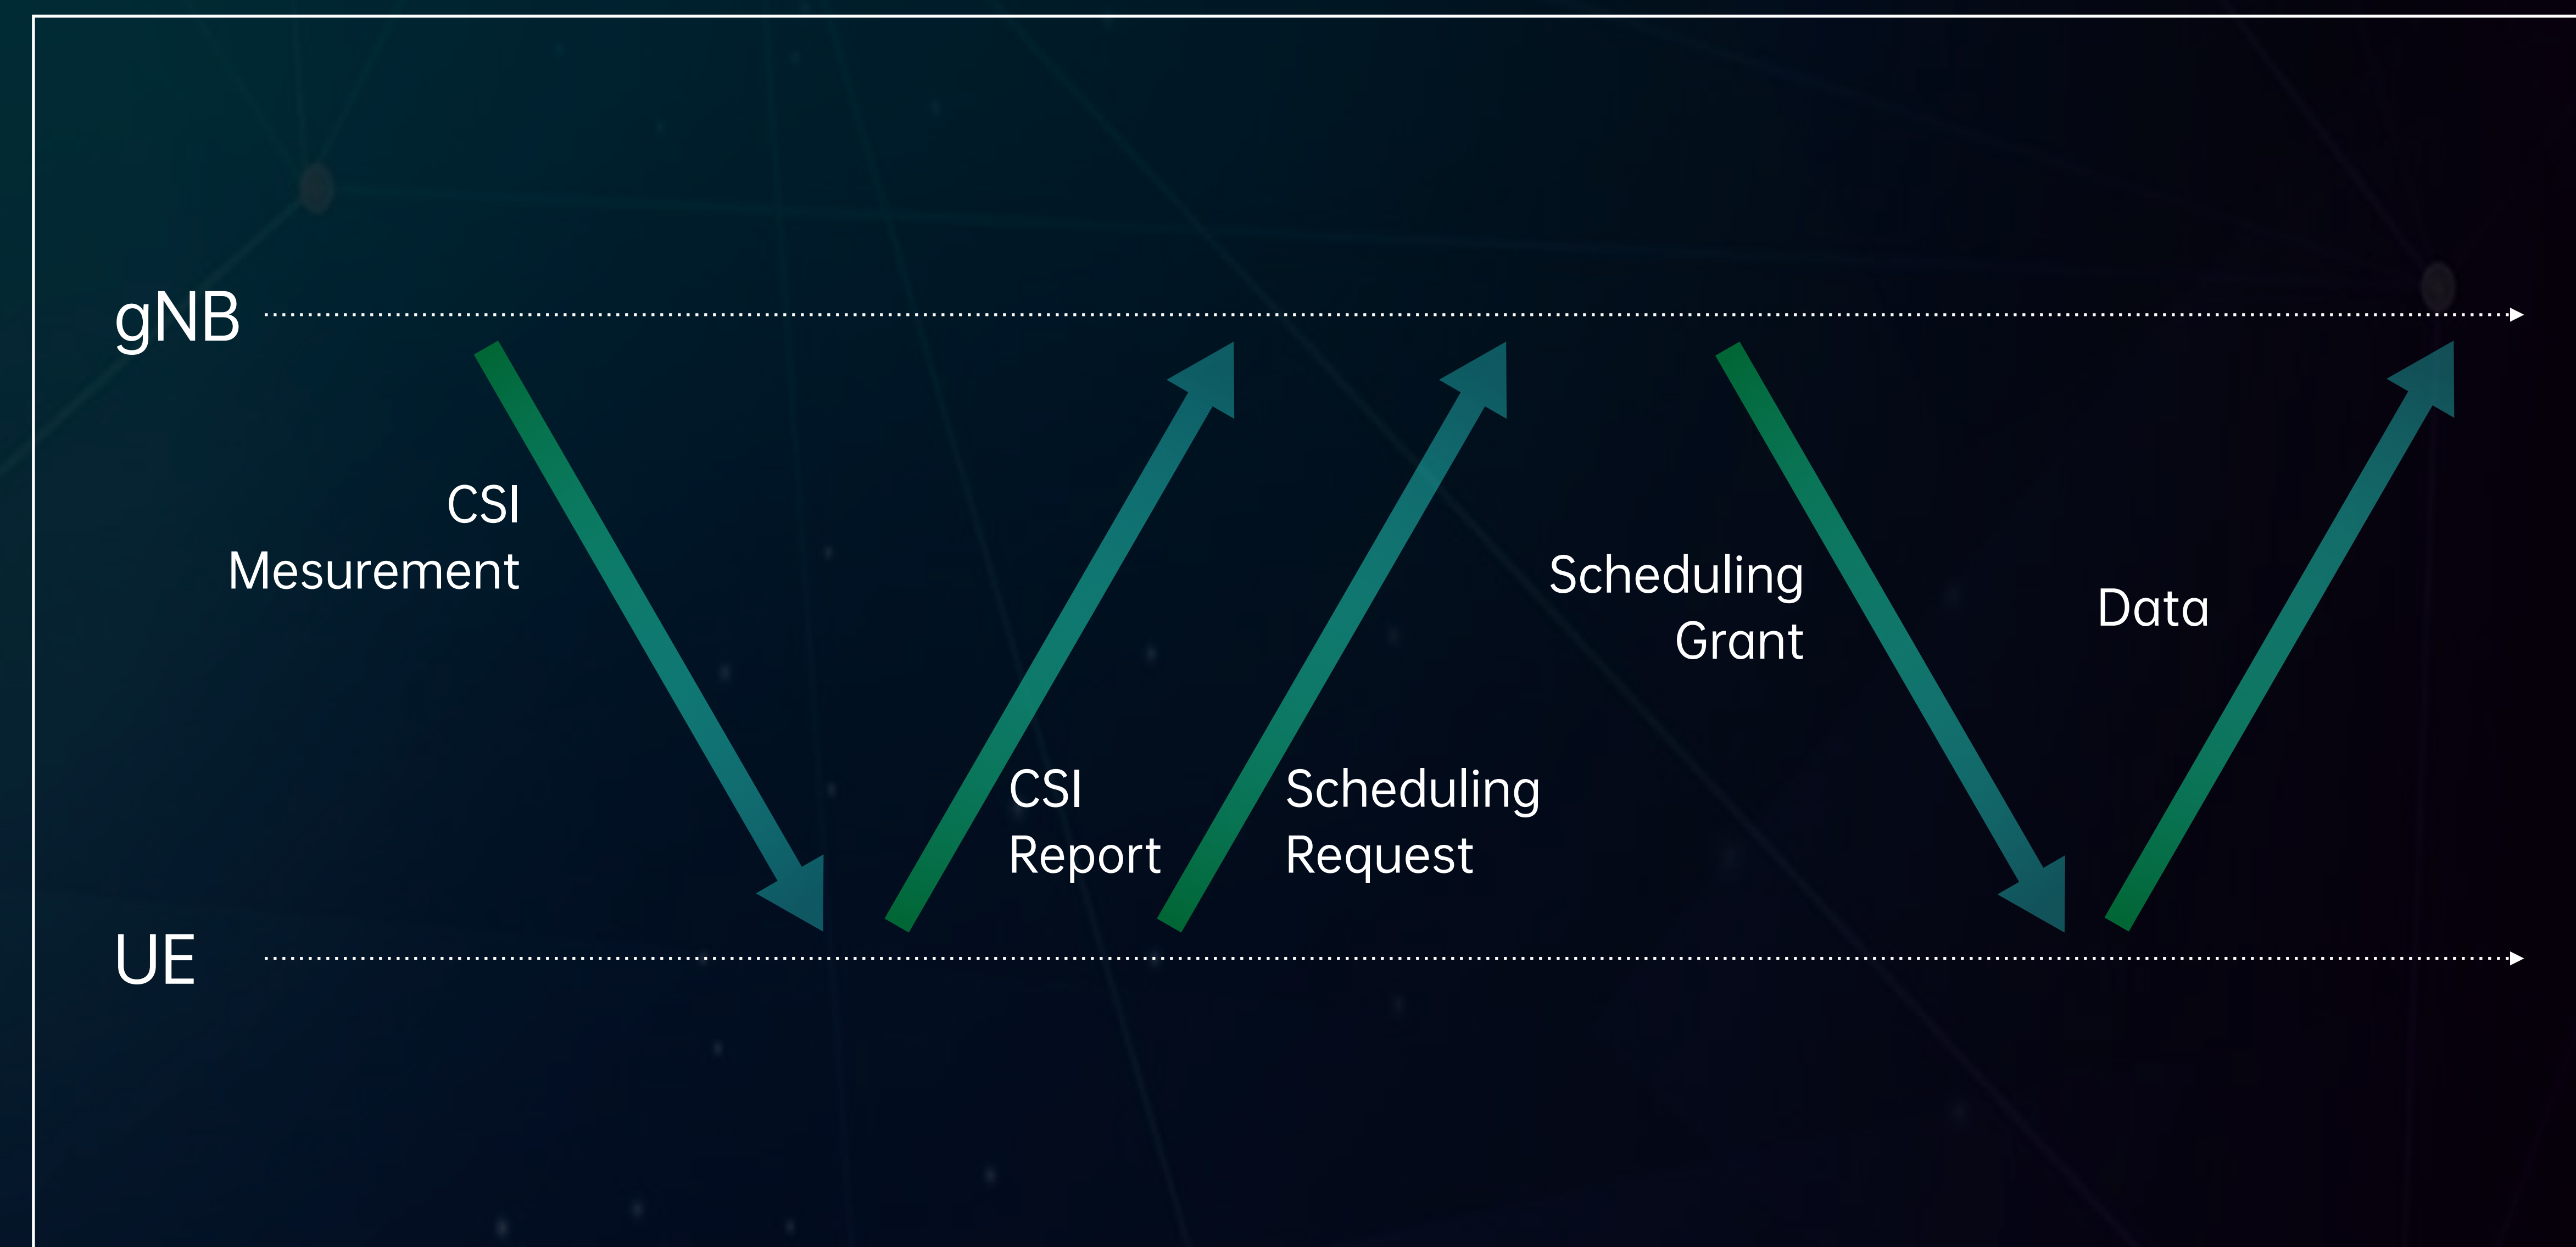 gNB
CSI
Mesurement
CSI
Report
Scheduling
Request
Scheduling
Grant
Data
UE